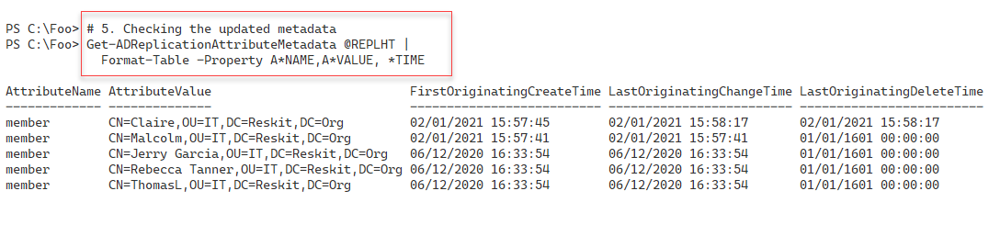 PS C:\Foo> # 5. Checking the updated metadata
PS C:\Foo> Get-ADReplicationAttributeMetadata @REPLHT |
Format-Table -Property A*NAME,A*VALUE, *TIME
AttributeName AttributeValue FirstOriginatingCreateTime LastOriginatingChangeTime LastOriginatingDeleteTime
------------- -------------- -------------------------- ------------------------- -------------------------
member CN=Claire,OU=IT,DC=Reskit,DC=Org 02/01/2021 15:57:45 02/01/2021 15:58:17 02/01/2021 15:58:17
member CN=Malcolm,OU=IT,DC=Reskit,DC=Org 02/01/2021 15:57:41 02/01/2021 15:57:41 01/01/1601 00:00:00
member CN=Jerry Garcia,OU=IT,DC=Reskit,DC=Org 06/12/2020 16:33:54 06/12/2020 16:33:54 01/01/1601 00:00:00
member CN=Rebecca Tanner,OU=IT,DC=Reskit,DC=Org 06/12/2020 16:33:54 06/12/2020 16:33:54 01/01/1601 00:00:00
member CN=ThomasL,OU=IT,DC=Reskit,DC=Org 06/12/2020 16:33:54 06/12/2020 16:33:54 01/01/1601 00:00:00